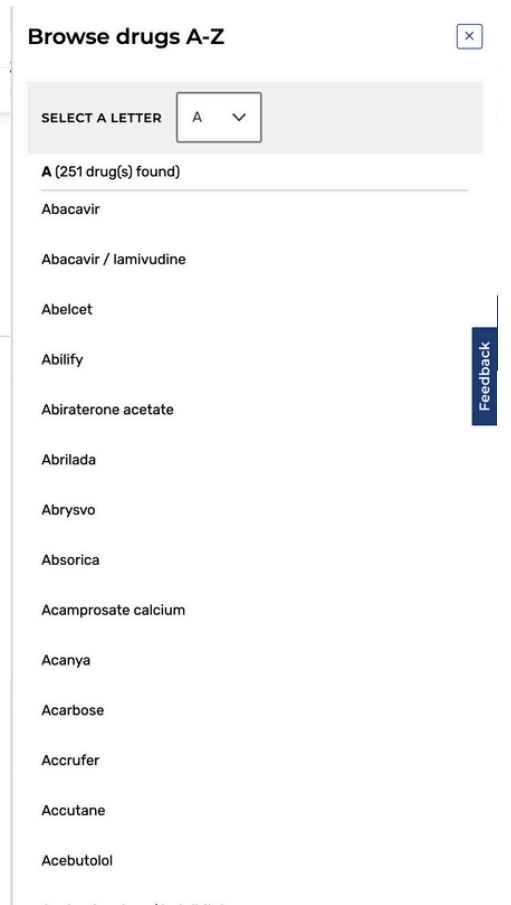 Browse drugs A-Z
SELECT A LETTER A
A (251 drug(s) found)
Abacavir
Abacavir / lamivudine
Abelcet
Abilify
Feedback
Abiraterone acetate
Abrilada
Abrysvo
Absorica
Acamprosate calcium
Acanya
Acarbose
Accrufer
Accutane
Acebutolol